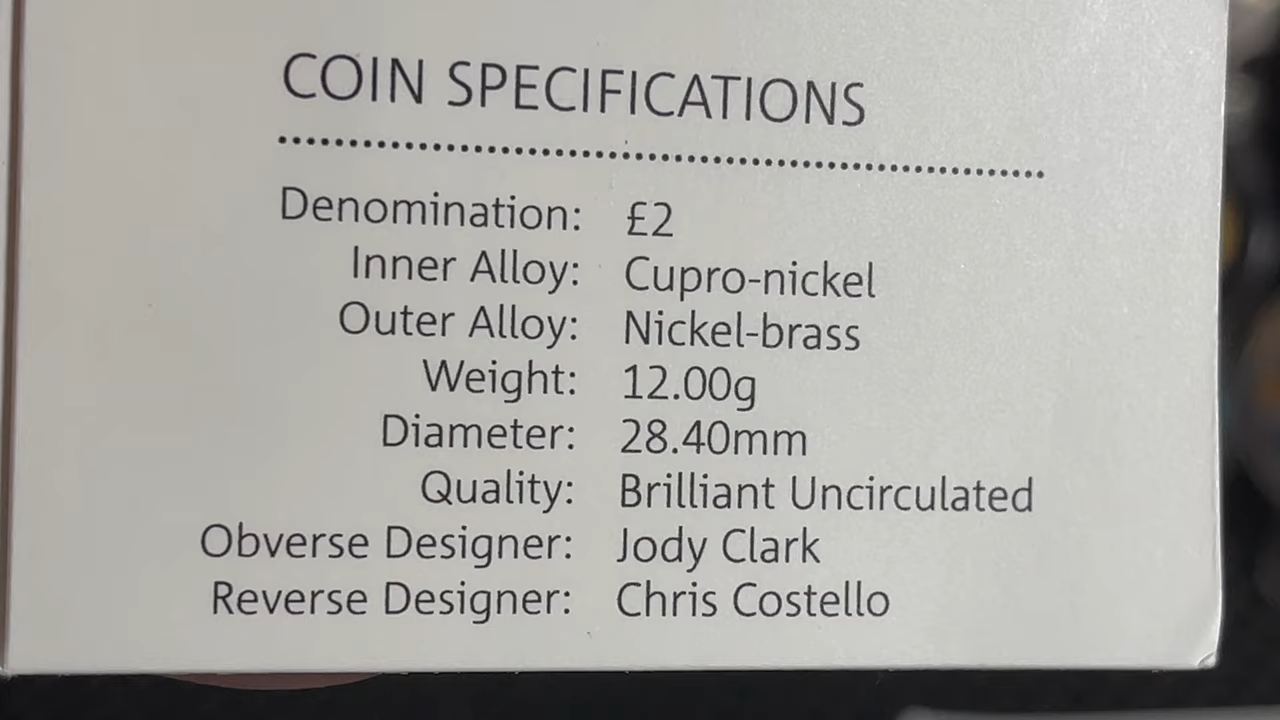 COIN SPECIFICATIONS
Denomination: £2
Inner Alloy: Cupro-nickel
Outer Alloy: Nickel-brass
Weight: 12.00g
Diameter: 28.40mm
Quality: Brilliant Uncirculated
Obverse Designer: Jody Clark
Reverse Designer: Chris Costello